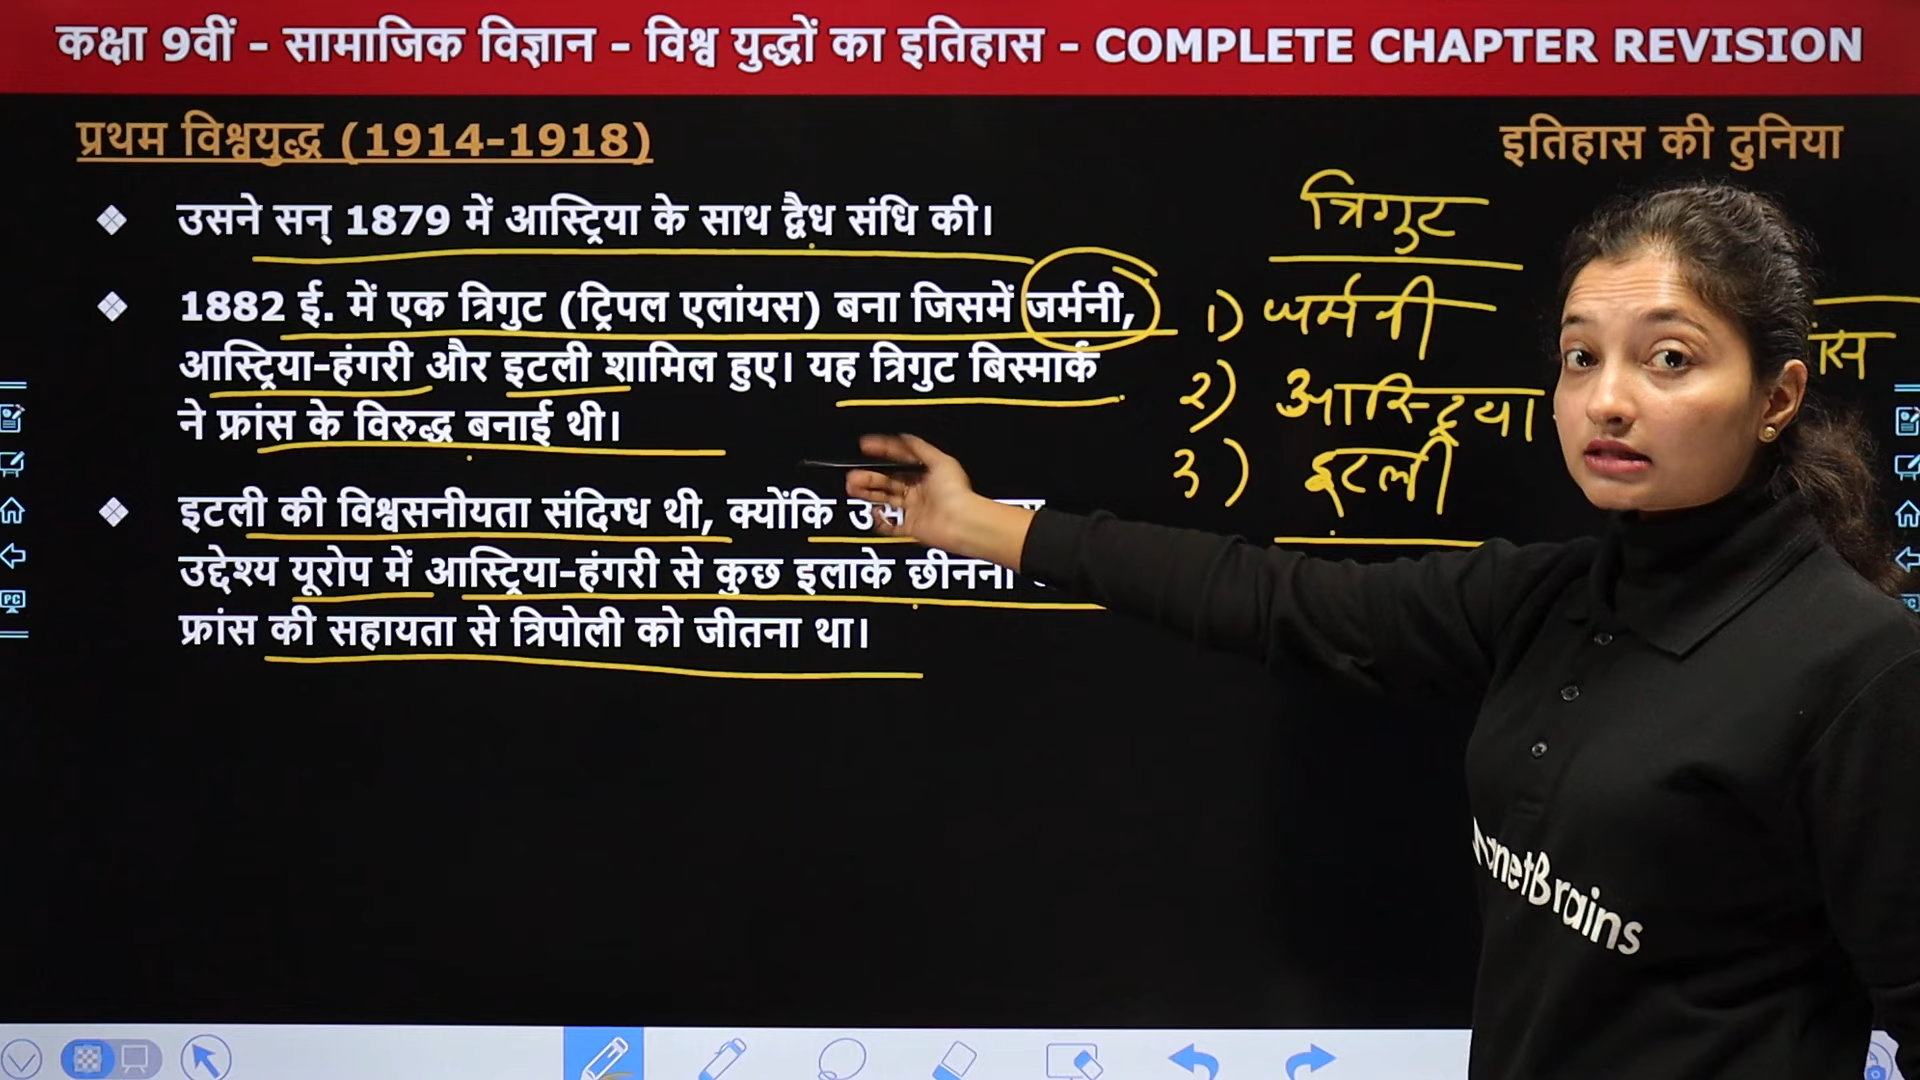 कक्षा 9वीं - सामाजिक विज्ञान - विश्व युद्धों का इतिहास - COMPLETE CHAPTER REVISION
प्रथम विश्वयुद्ध (1914-1918)
इतिहास की दुनिया
❖ उसने सन् 1879 में आस्ट्रिया के साथ द्वैध संधि की।
❖ 1882 ई. में एक त्रिगुट (ट्रिपल एलांयस) बना जिसमें जर्मनी,
आस्ट्रिया-हंगरी और इटली शामिल हुए। यह त्रिगुट बिस्मार्क
ने फ्रांस के विरुद्ध बनाई थी।
❖ इटली की विश्वसनीयता संदिग्ध थी, क्योंकि
उद्देश्य यूरोप में आस्ट्रिया-हंगरी से कुछ इलाके छीनना
फ्रांस की सहायता से त्रिपोली को जीतना था।
त्रिगुट
1) जर्मनी
2) आस्ट्रिया
3) इटली
PC